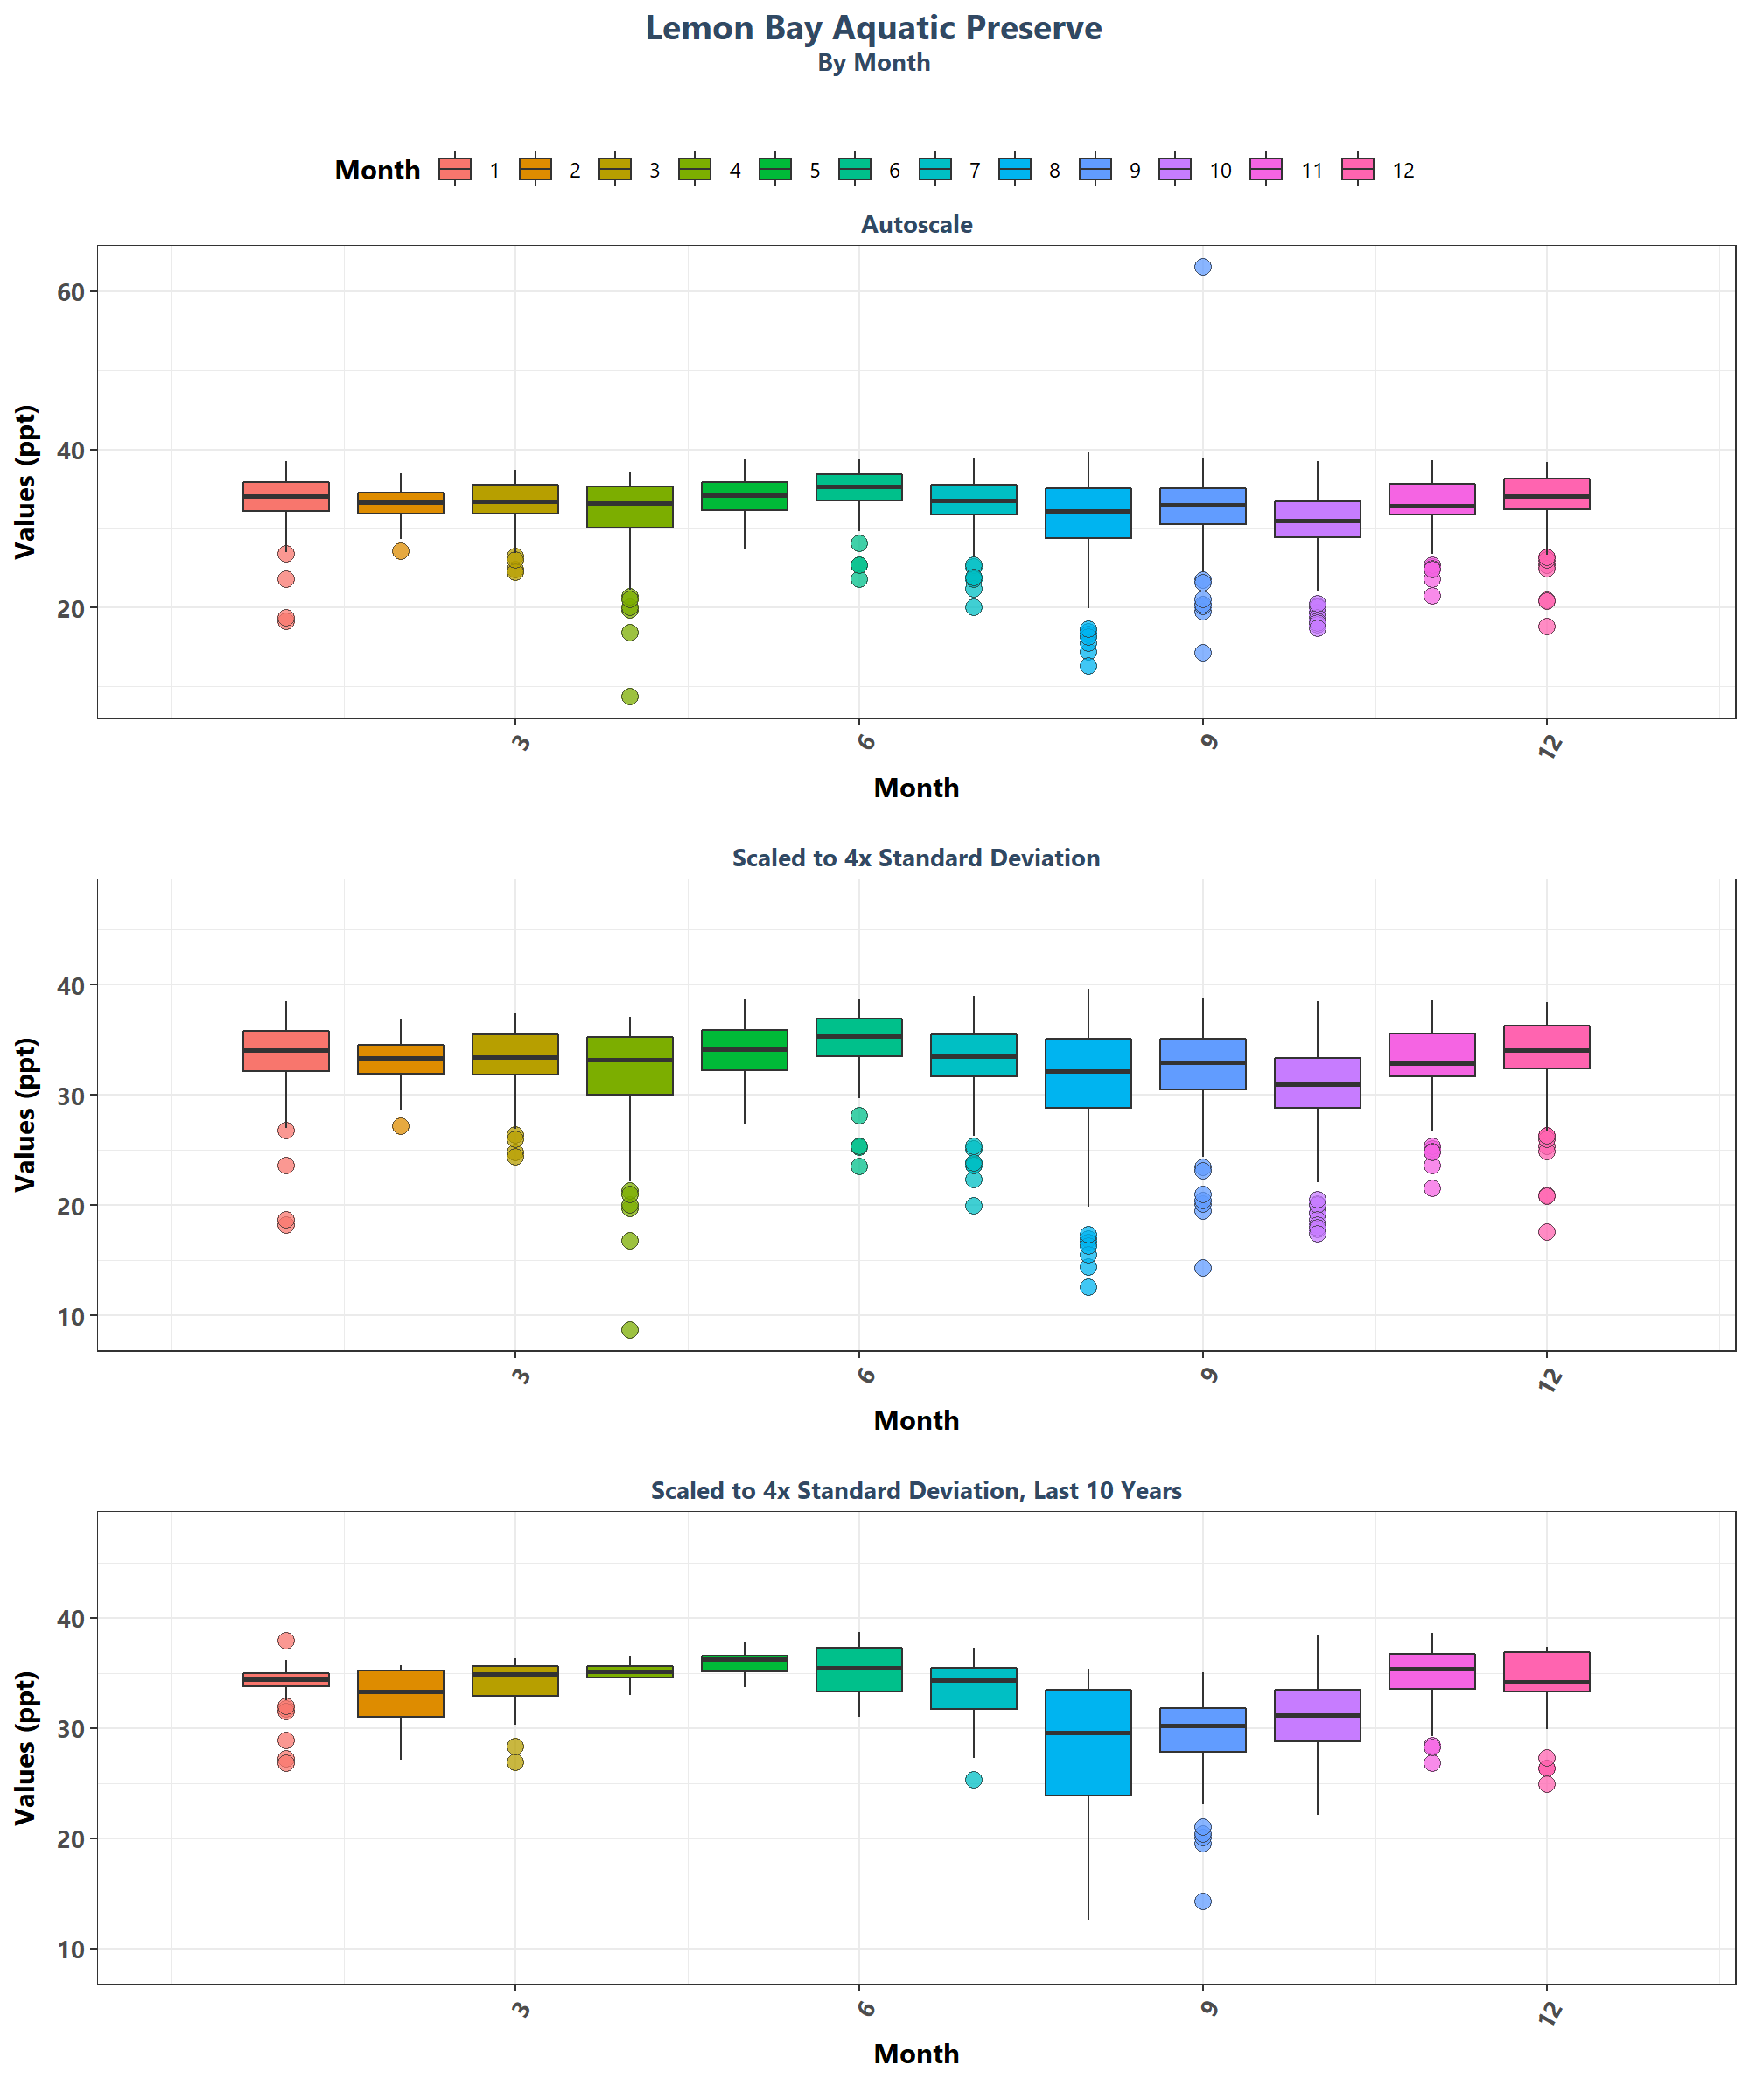 Lemon Bay Aquatic Preserve
By Month
Month 1 2 3 4 5 6 7 8 9 10 11 12
Autoscale
Values (ppt)
60
40
20
3 6 9 12
Month
Scaled to 4x Standard Deviation
Values (ppt)
40
30
20
10
3 6 9 12
Month
Scaled to 4x Standard Deviation, Last 10 Years
Values (ppt)
40
30
20
10
3 6 9 12
Month